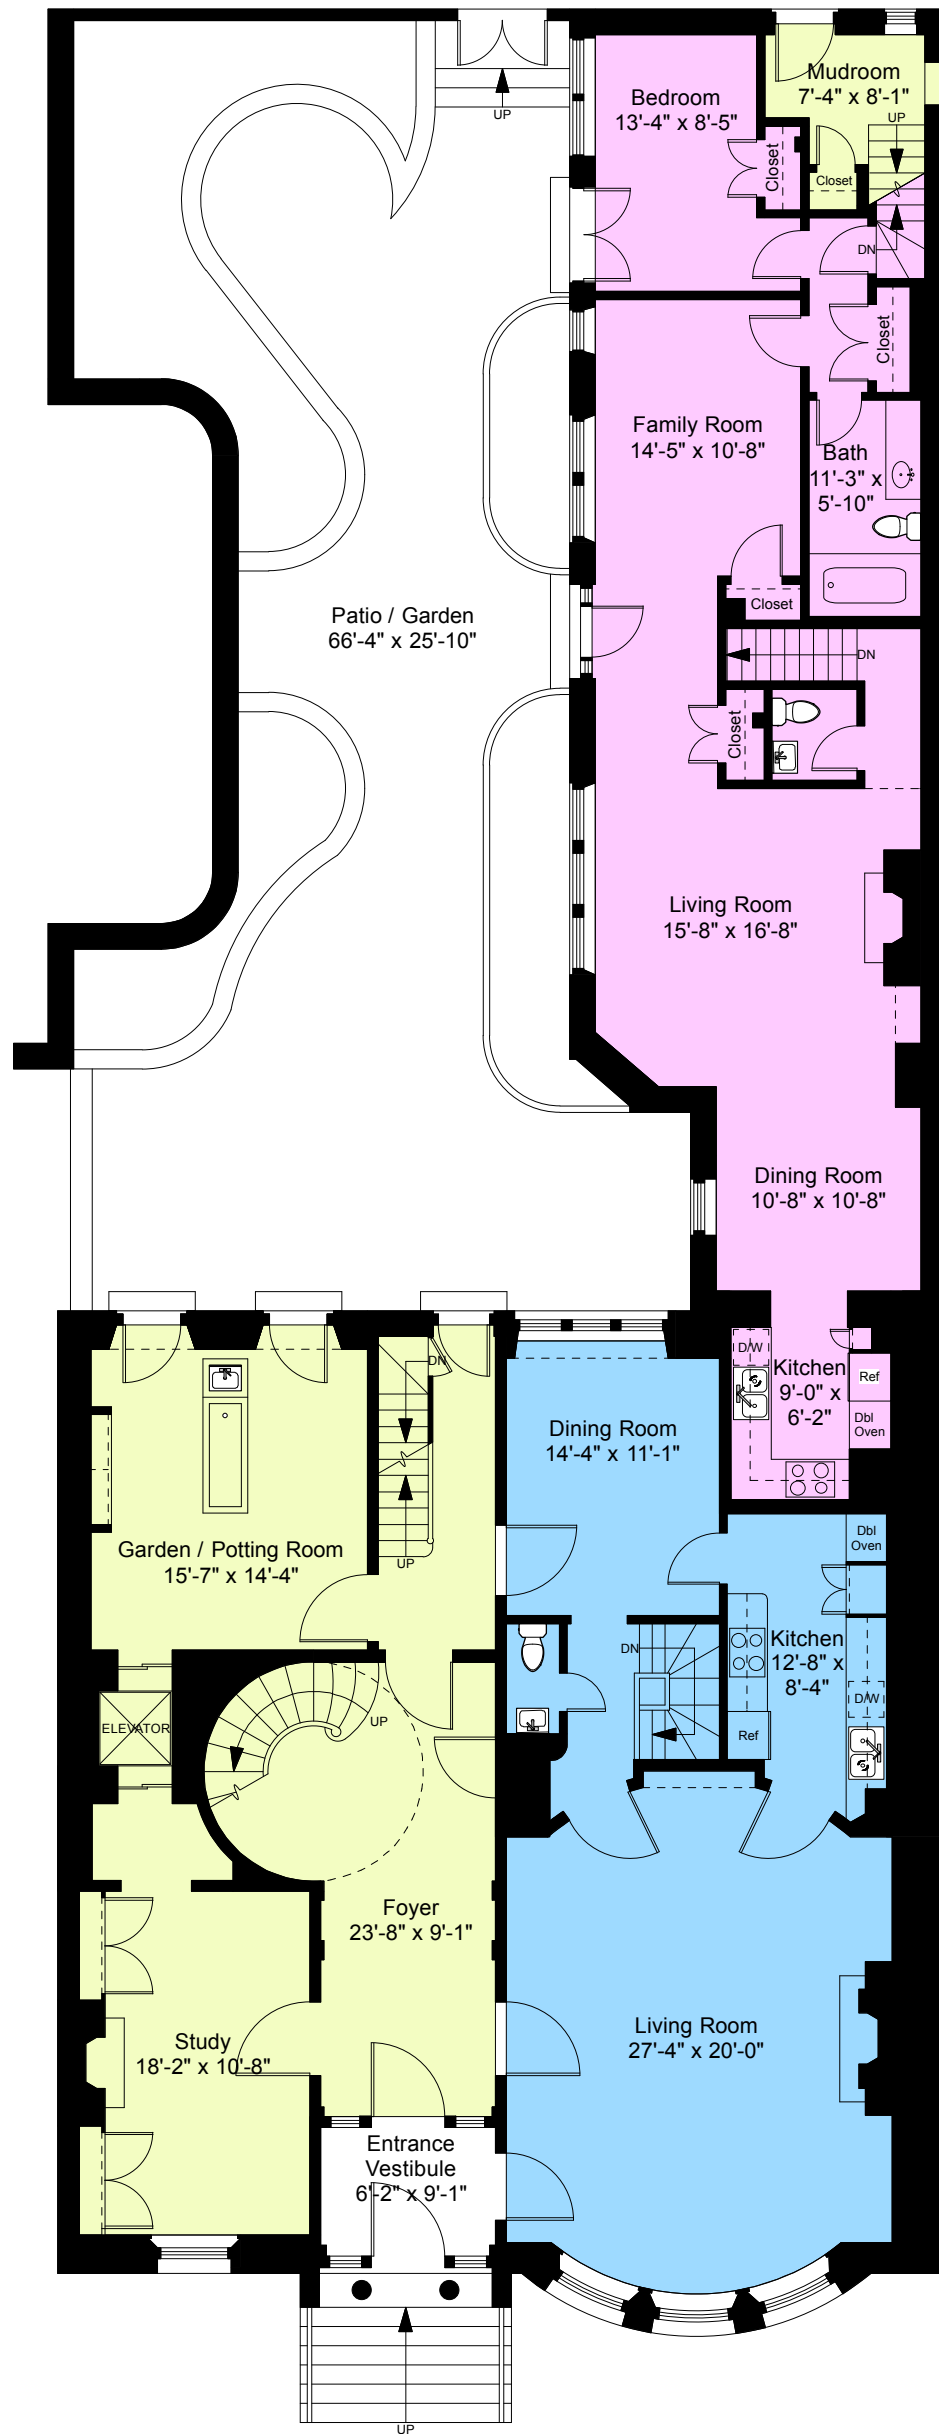 Mudroom
7'-4" x 8'-1"
UP
Bedroom
13'-4" x 8'-5"
UP
Closet
Closet
DN
Closet
Family Room
14'-5" x 10'-8"
Bath
11'-3" x
5'-10"
Closet
Patio / Garden
66'-4" x 25'-10"
DN
Closet
Living Room
15'-8" x 16'-8"
Dining Room
10'-8" x 10'-8"
D/W
Kitchen
9'-0" x
6'-2"
Ref
Dbl
Oven
DN
Dining Room
14'-4" x 11'-1"
Garden / Potting Room
15'-7" x 14'-4"
UP
Dbl
Oven
Kitchen
12'-8" x
8'-4"
DN
D/W
Ref
ELEVATOR
UP
Foyer
23'-8" x 9'-1"
Study
18'-2" x 10'-8"
Living Room
27'-4" x 20'-0"
Entrance
Vestibule
6'-2" x 9'-1"
UP